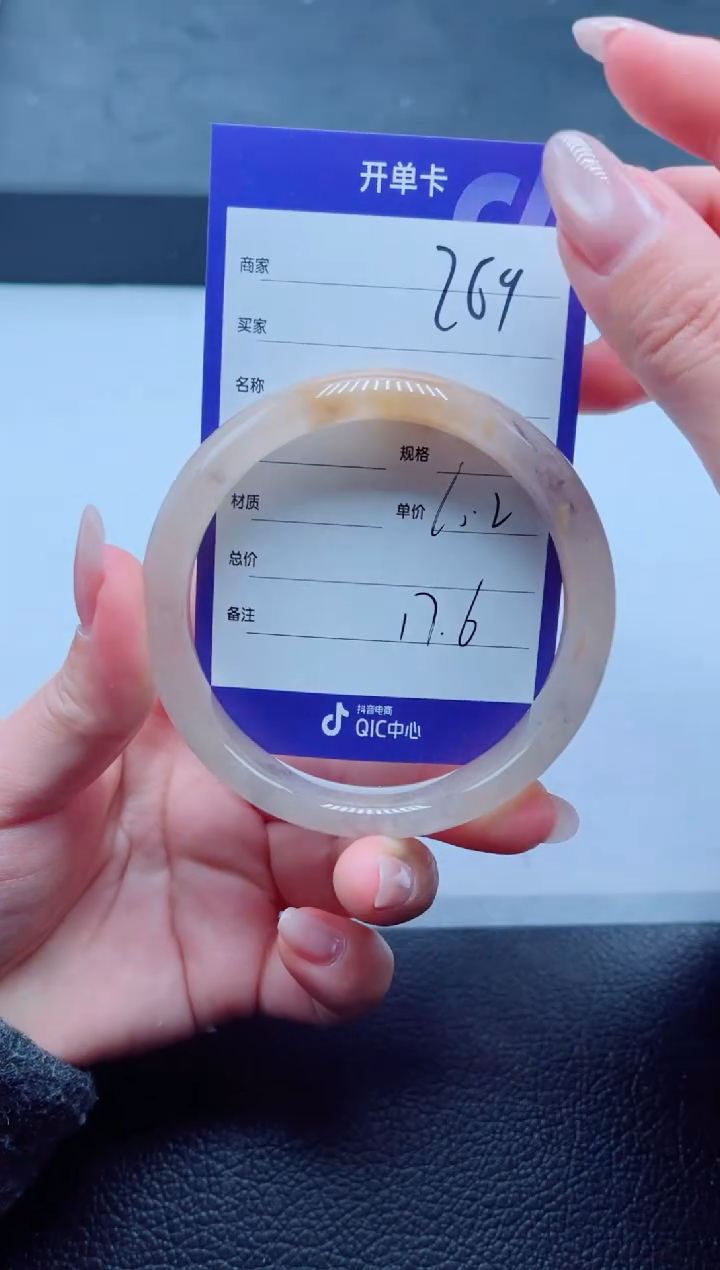 开单卡
商家 269
买家
名称
规格
材质 单价
总价
备注 17.6
抖音电商
QIC中心